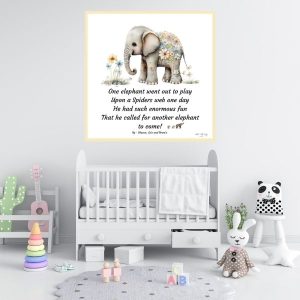 One elephant went out to play
Upon a Spiders web one day
He had such enormous fun
That he called for another elephant
to come!